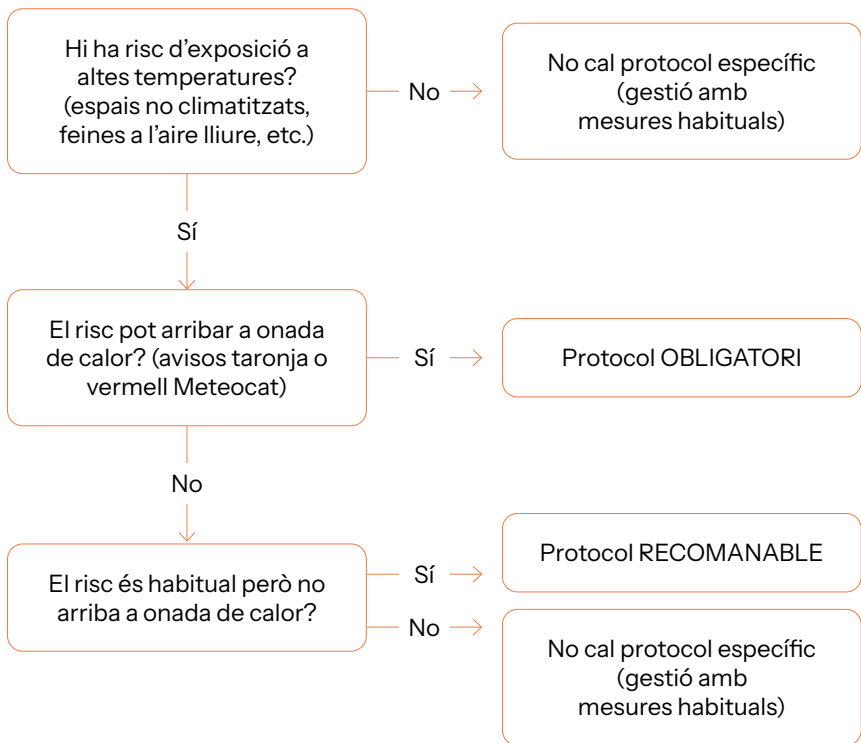 Hi ha risc d’exposició a
altes temperatures?
(espais no climatitzats,
feines a l’aire lliure, etc.)
No
No cal protocol específic
(gestió amb
mesures habituals)
Sí
El risc pot arribar a onada
de calor? (avisos taronja o
vermell Meteocat)
Sí
Protocol OBLIGATORI
No
El risc és habitual però no
arriba a onada de calor?
Sí
Protocol RECOMANABLE
No
No cal protocol específic
(gestió amb
mesures habituals)